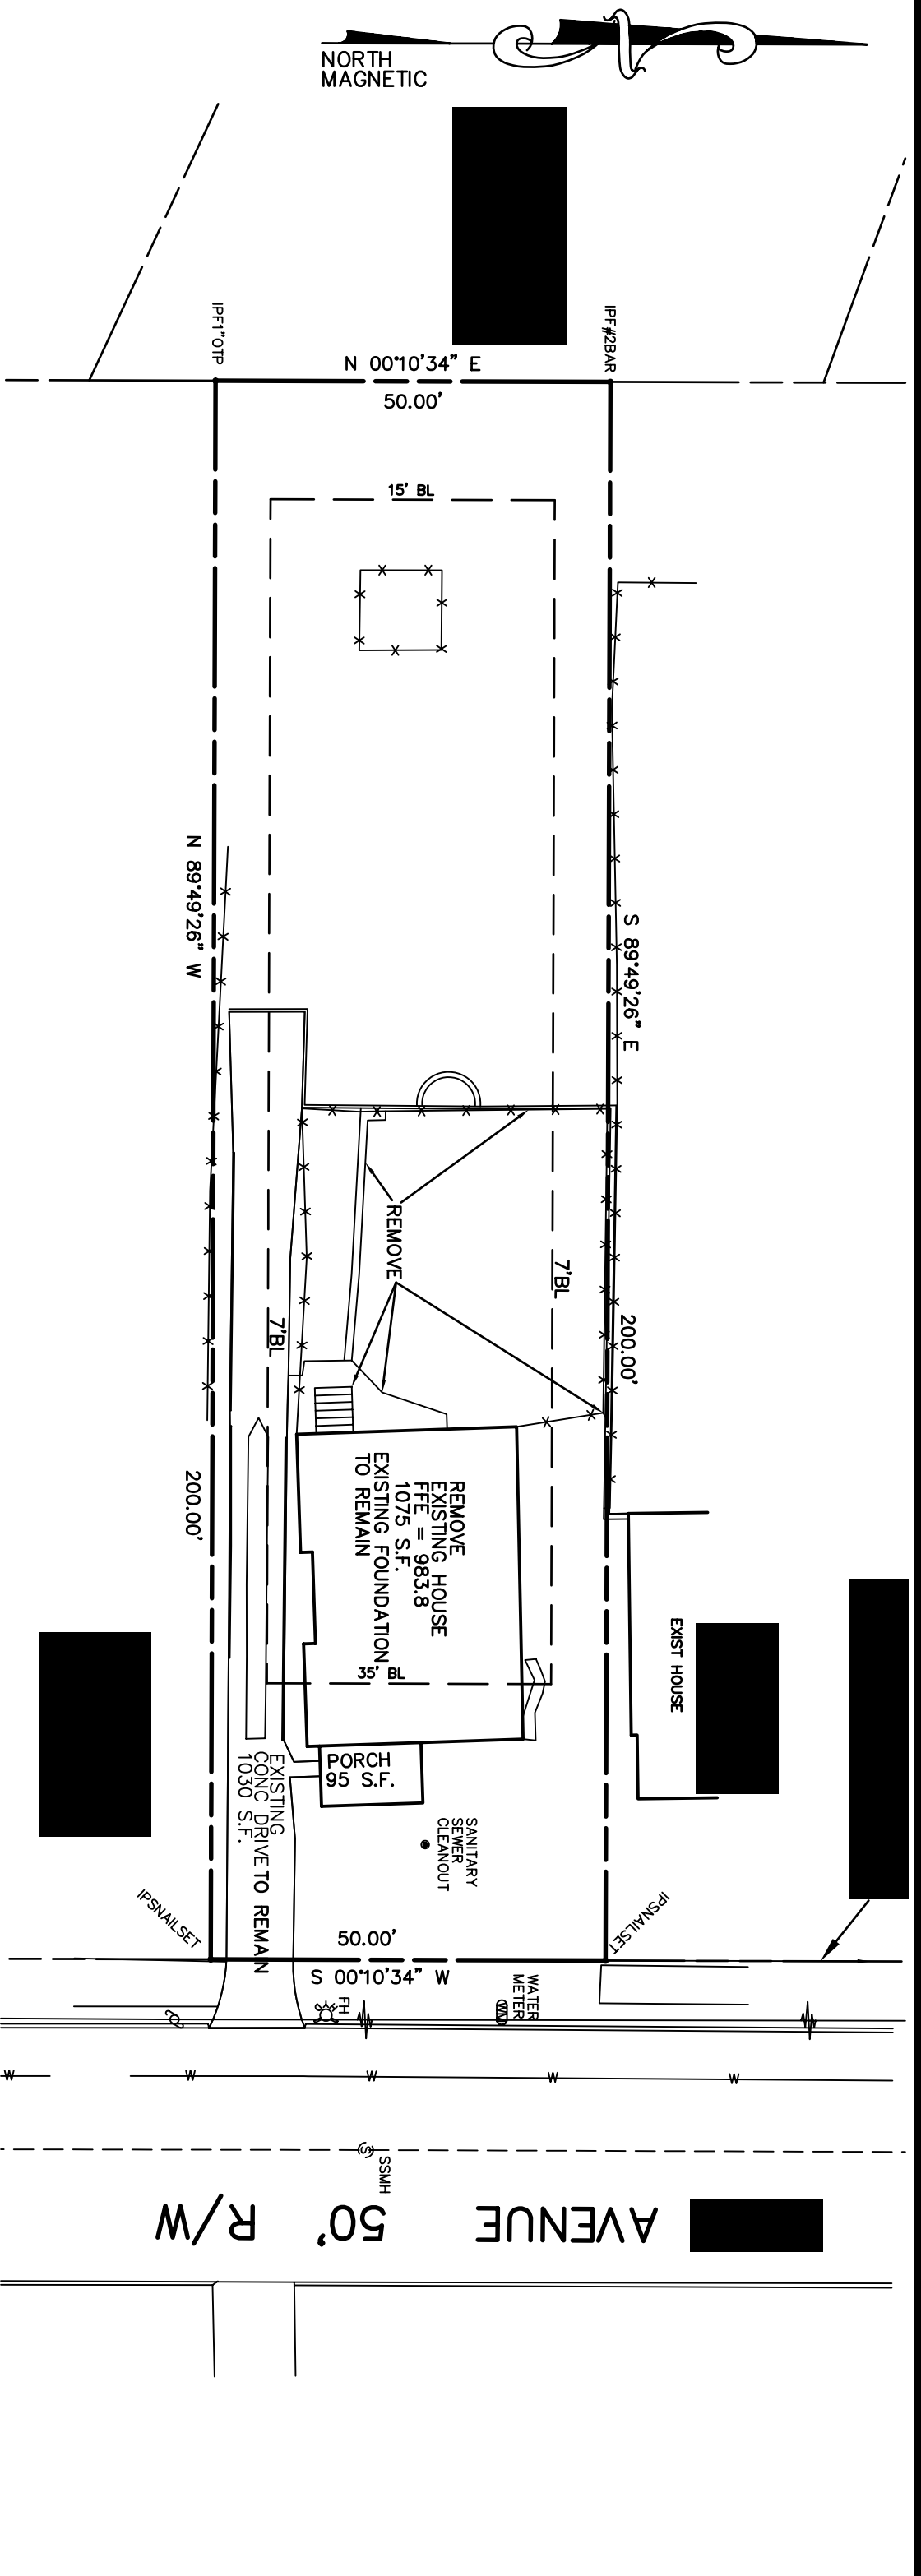 NORTH
MAGNETIC
IPF1"OTP
IPF#2BAR
N 00°10'34" E
50.00'
15' BL
N 89°49'26" W
S 89°49'26" E
REMOVE
7'BL
7'BL
200.00'
200.00'
REMOVE
EXISTING HOUSE
FFE = 983.8
1075 S.F.
EXISTING FOUNDATION
TO REMAIN
35' BL
EXIST HOUSE
PORCH
95 S.F.
EXISTING
CONC DRIVE TO REMAIN
1030 S.F.
SANITARY
SEWER
CLEANOUT
IPSNAILSET
IPSNAILSET
50.00'
S 00°10'34" W
FH
WATER
METER
WM
W
W
W
W
W
S
SSMH
AVENUE 50' R/W